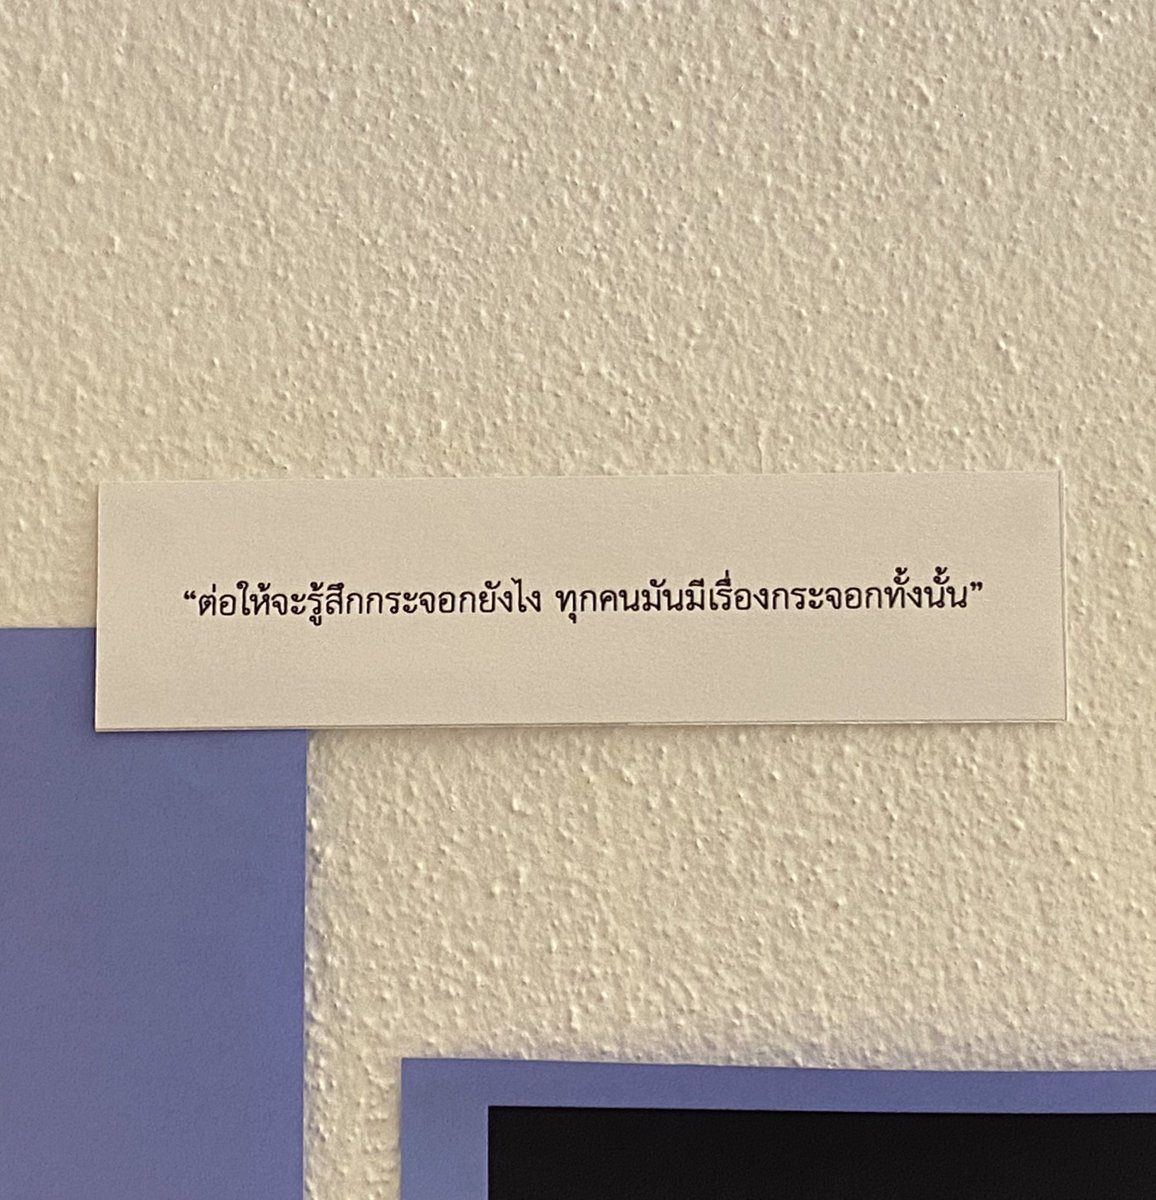 “ต่อให้จะรู้สึกกระจอกยังไง ทุกคนมันมีเรื่องกระจอกทั้งนั้น”